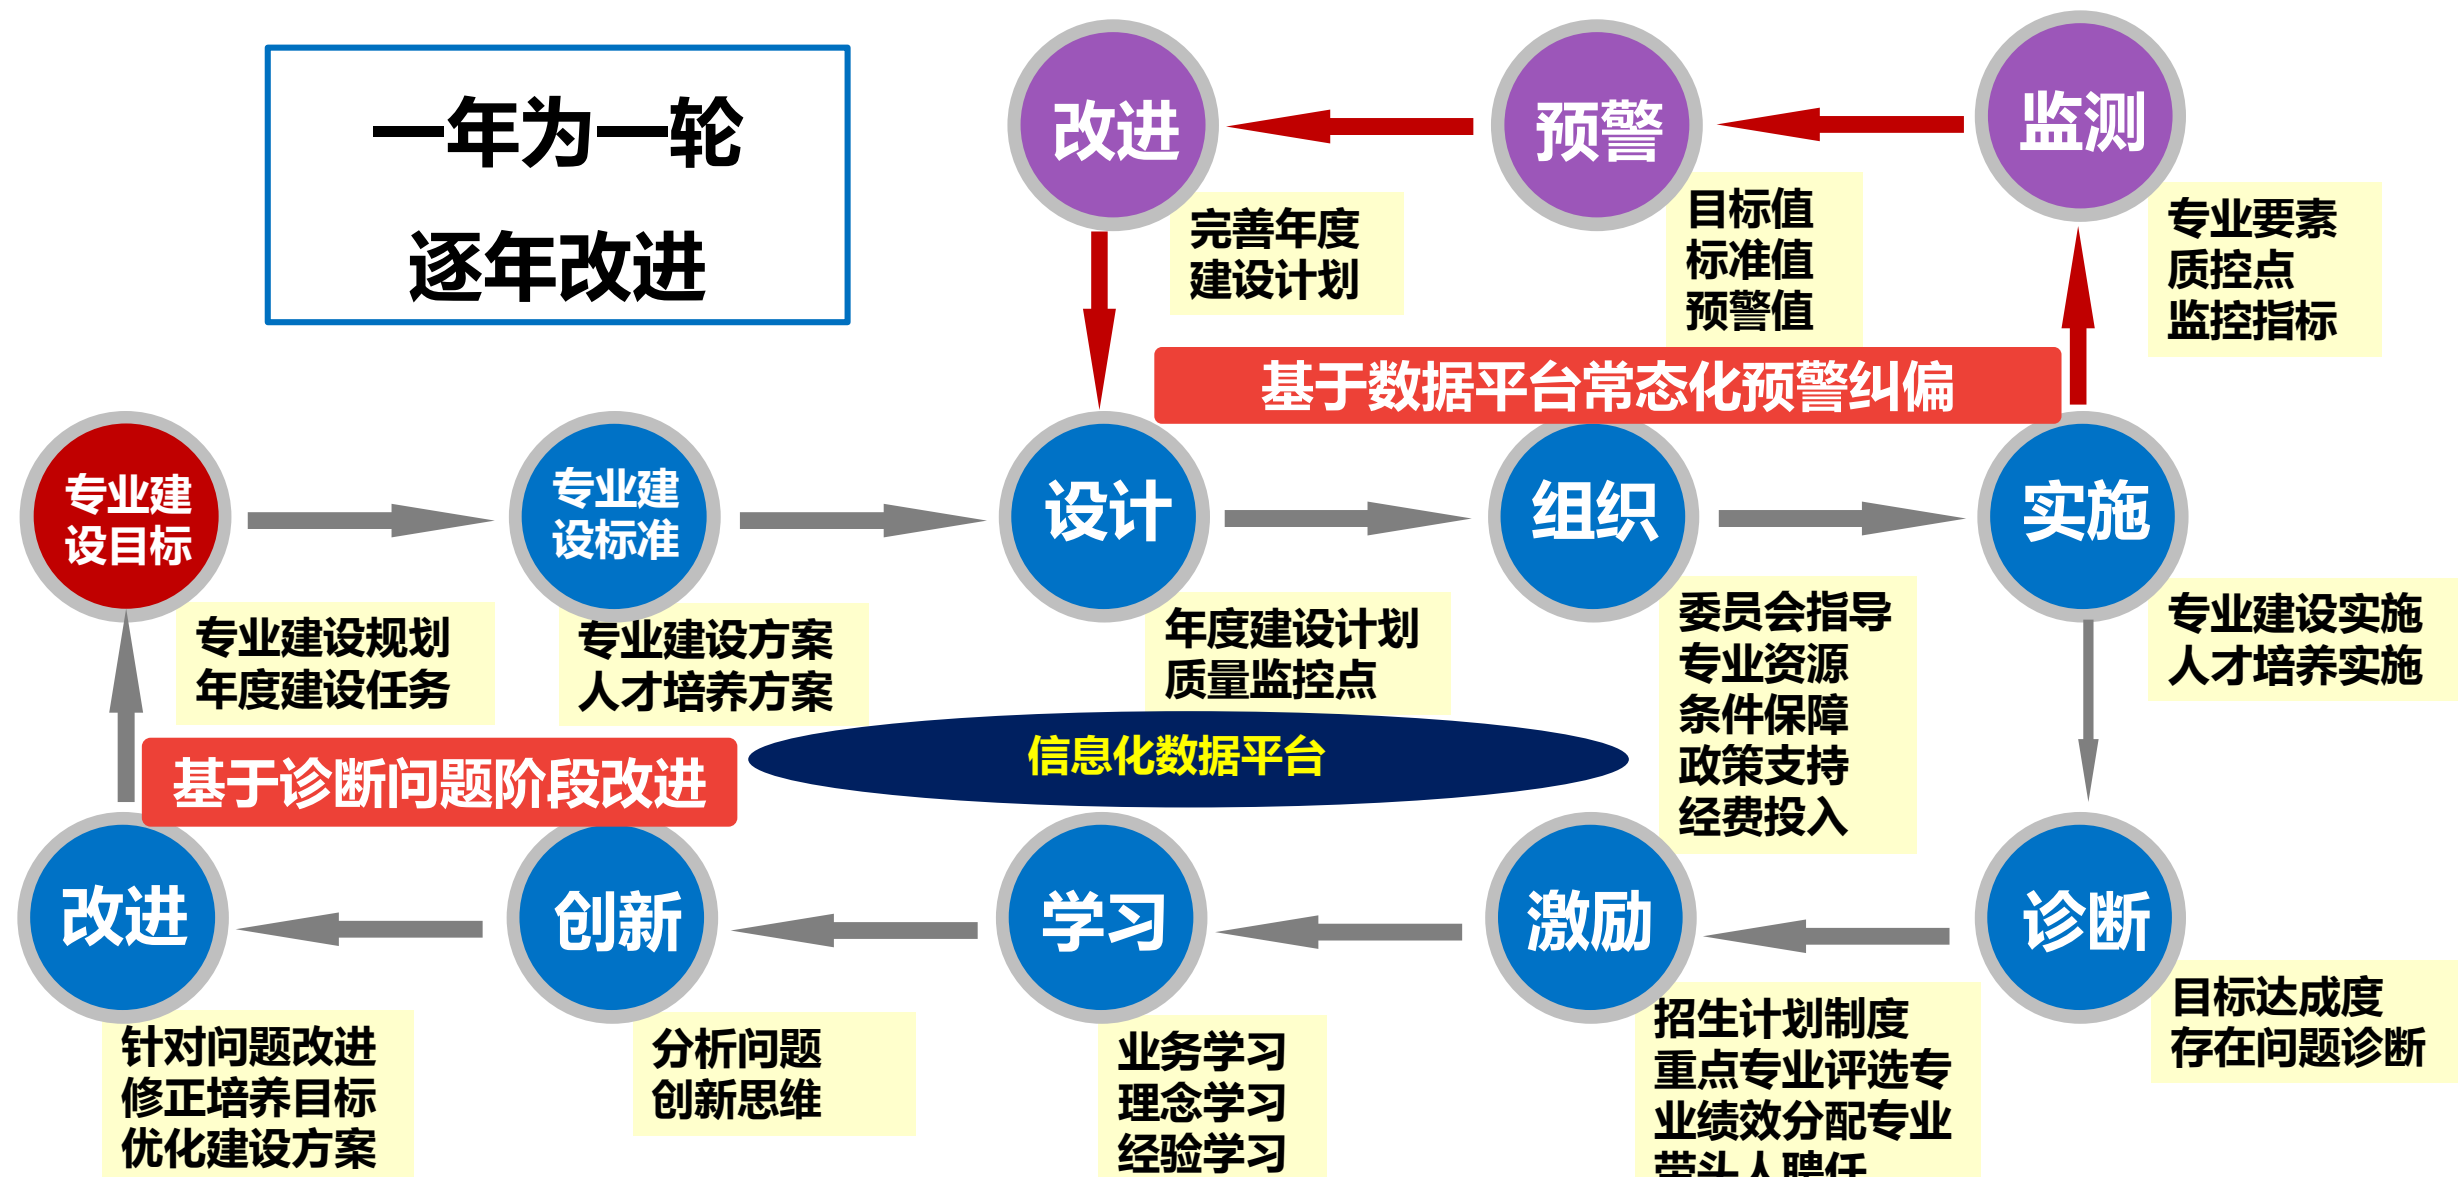 一年为一轮
逐年改进
改进
预警
监测
完善年度
建设计划
目标值
标准值
预警值
专业要素
质控点
监控指标
基于数据平台常态化预警纠偏
专业建
设目标
专业建
设标准
设计
组织
实施
专业建设规划
年度建设任务
专业建设方案
人才培养方案
年度建设计划
质量监控点
委员会指导
专业资源
条件保障
政策支持
经费投入
专业建设实施
人才培养实施
基于诊断问题阶段改进
信息化数据平台
改进
创新
学习
激励
诊断
针对问题改进
修正培养目标
优化建设方案
分析问题
创新思维
业务学习
理念学习
经验学习
招生计划制度
重点专业评选专
业绩效分配专业
带头人聘任
目标达成度
存在问题诊断